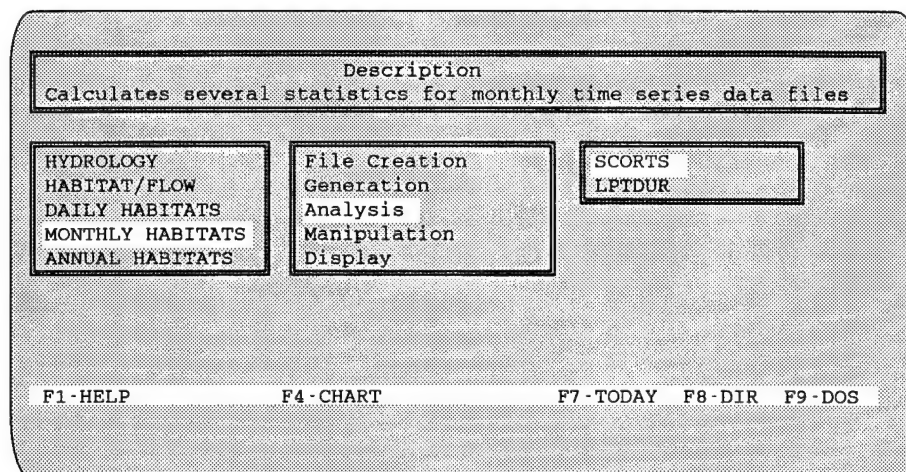 Description
Calculates several statistics for monthly time series data files
HYDROLOGY
HABITAT/FLOW
DAILY HABITATS
MONTHLY HABITATS
ANNUAL HABITATS
File Creation
Generation
Analysis
Manipulation
Display
SCORTS
LPTDUR
F1-HELP F4-CHART F7-TODAY F8-DIR F9-DOS